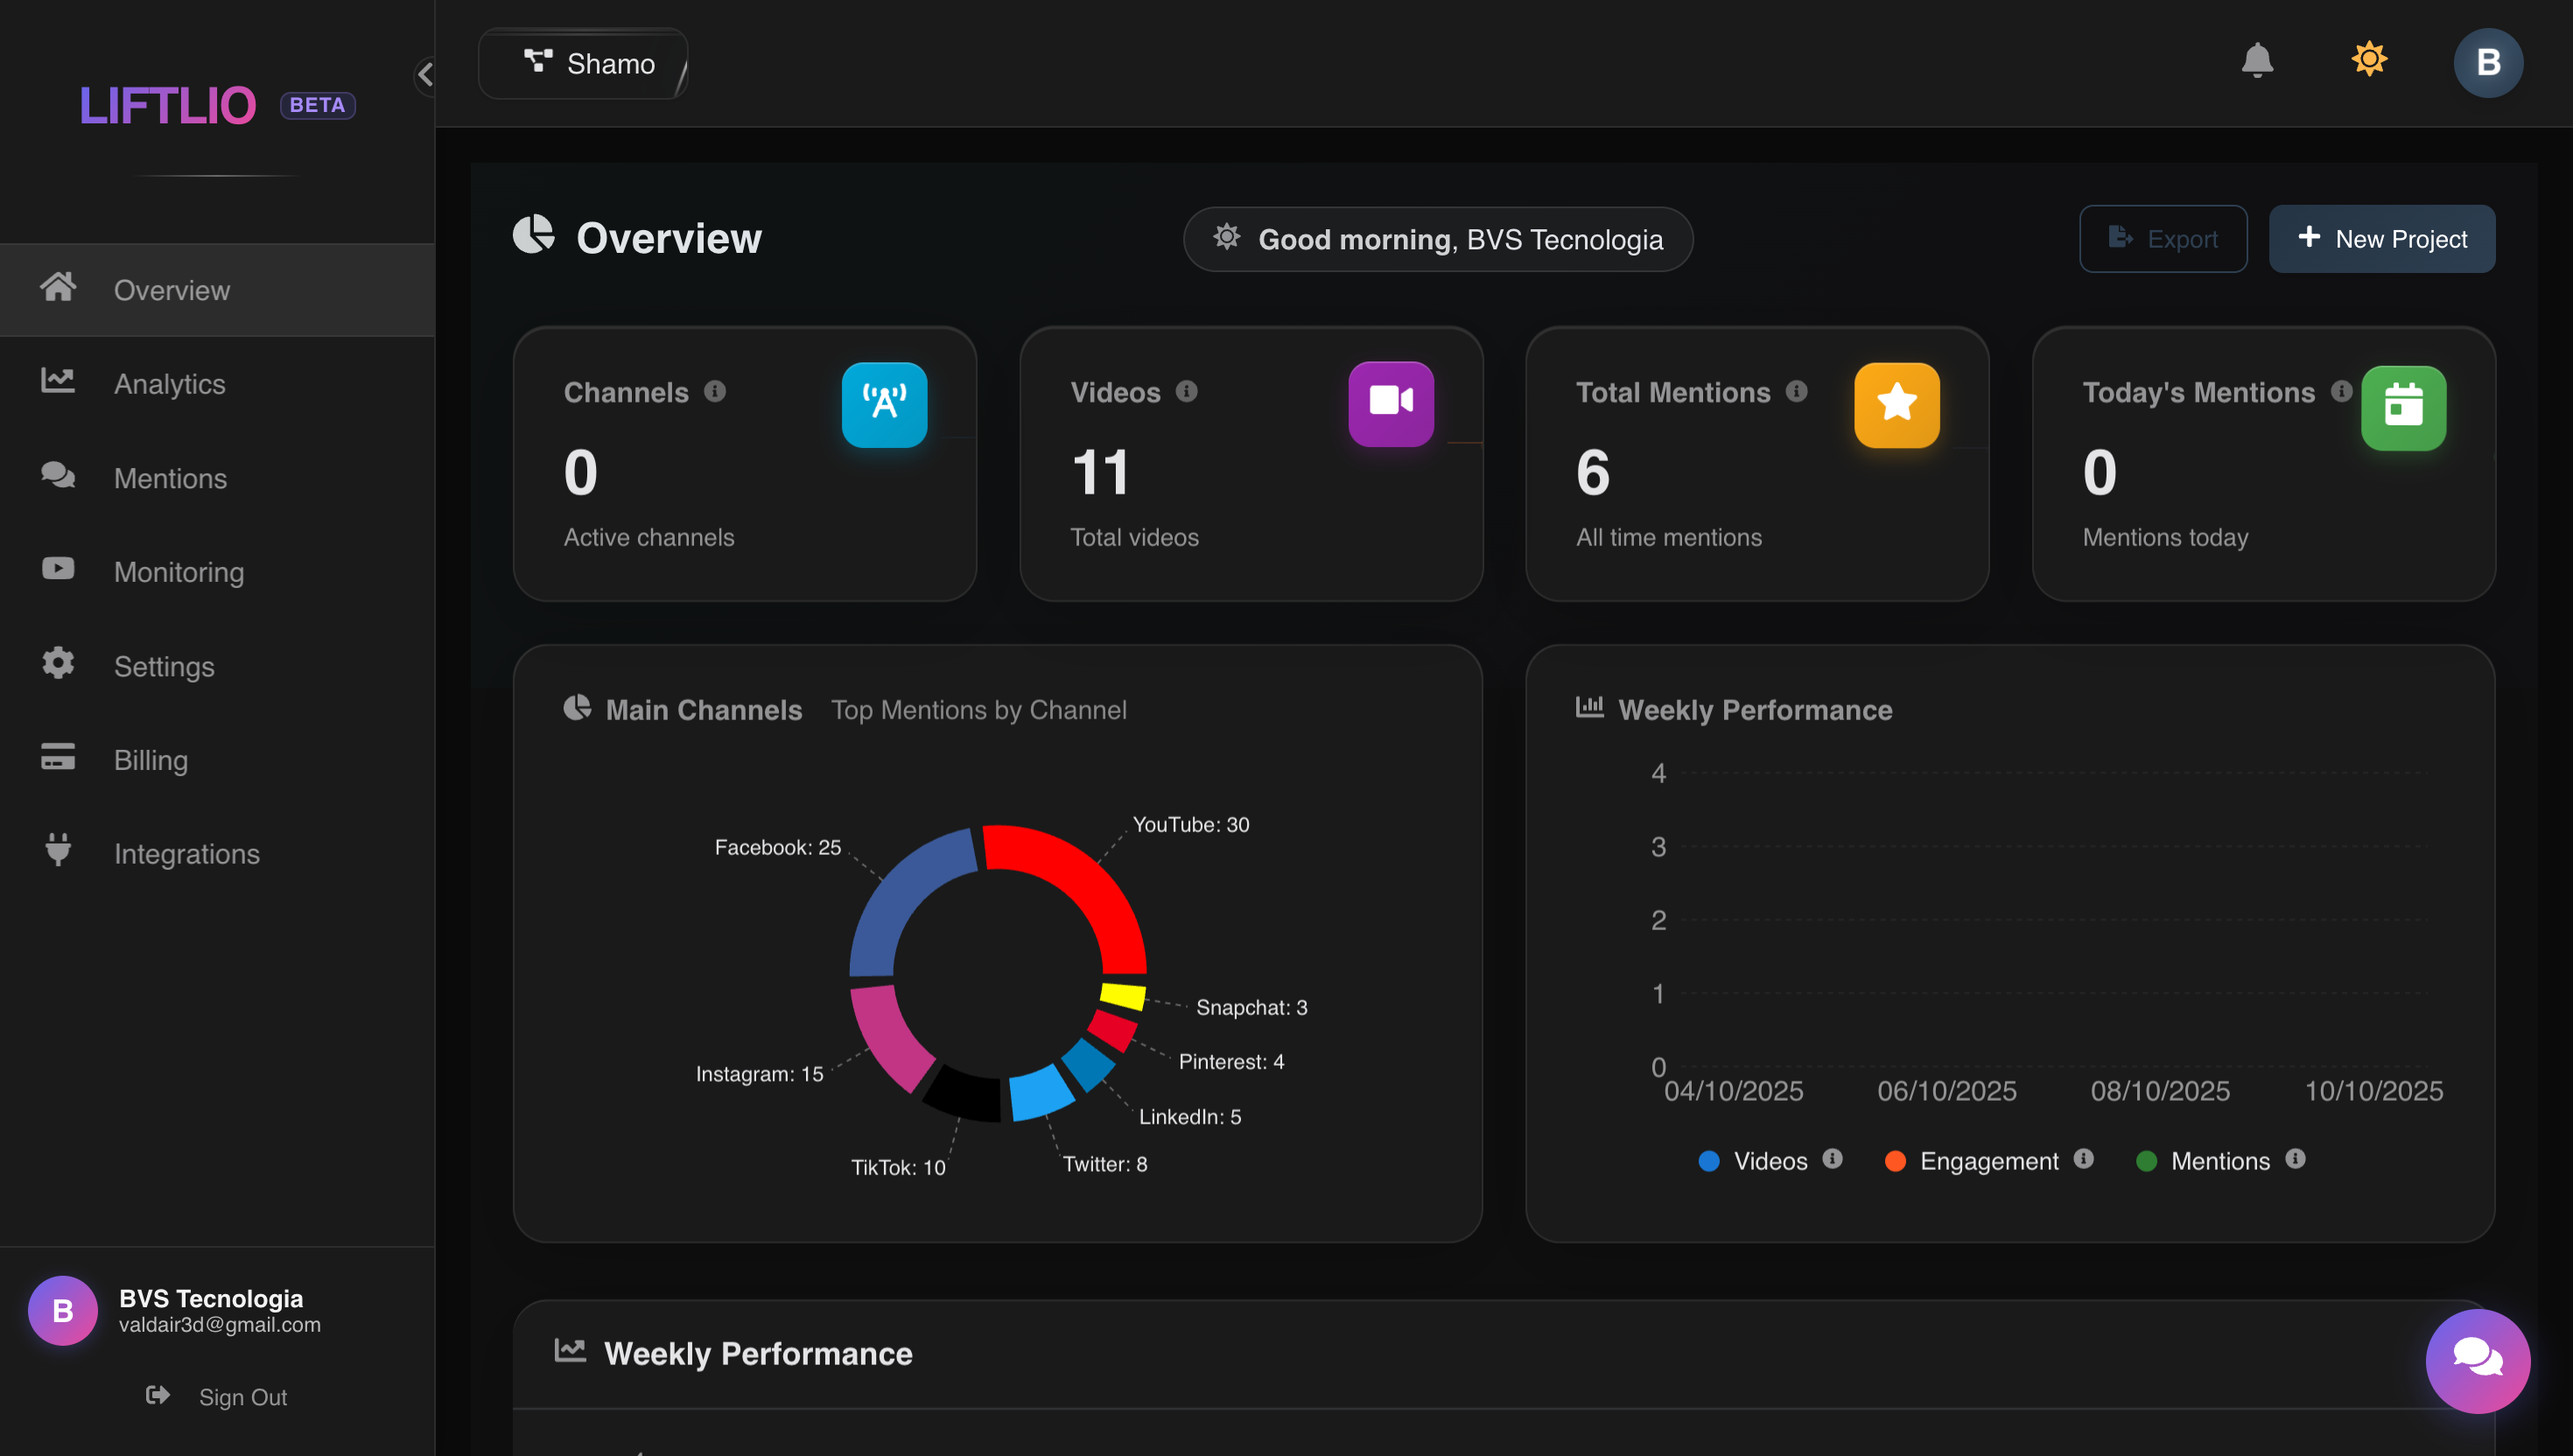 LIFTLIO BETA
Shamo
B
Overview
Analytics
Mentions
Monitoring
Settings
Billing
Integrations
B
BVS Tecnologia
valdair3d@gmail.com
Sign Out
Overview
Good morning, BVS Tecnologia
Export
New Project
Channels
0
Active channels
Videos
11
Total videos
Total Mentions
6
All time mentions
Today's Mentions
0
Mentions today
Main Channels Top Mentions by Channel
YouTube: 30
Facebook: 25
Snapchat: 3
Pinterest: 4
Instagram: 15
LinkedIn: 5
Twitter: 8
TikTok: 10
Weekly Performance
4
3
2
1
0
04/10/2025 06/10/2025 08/10/2025 10/10/2025
Videos Engagement Mentions
Weekly Performance